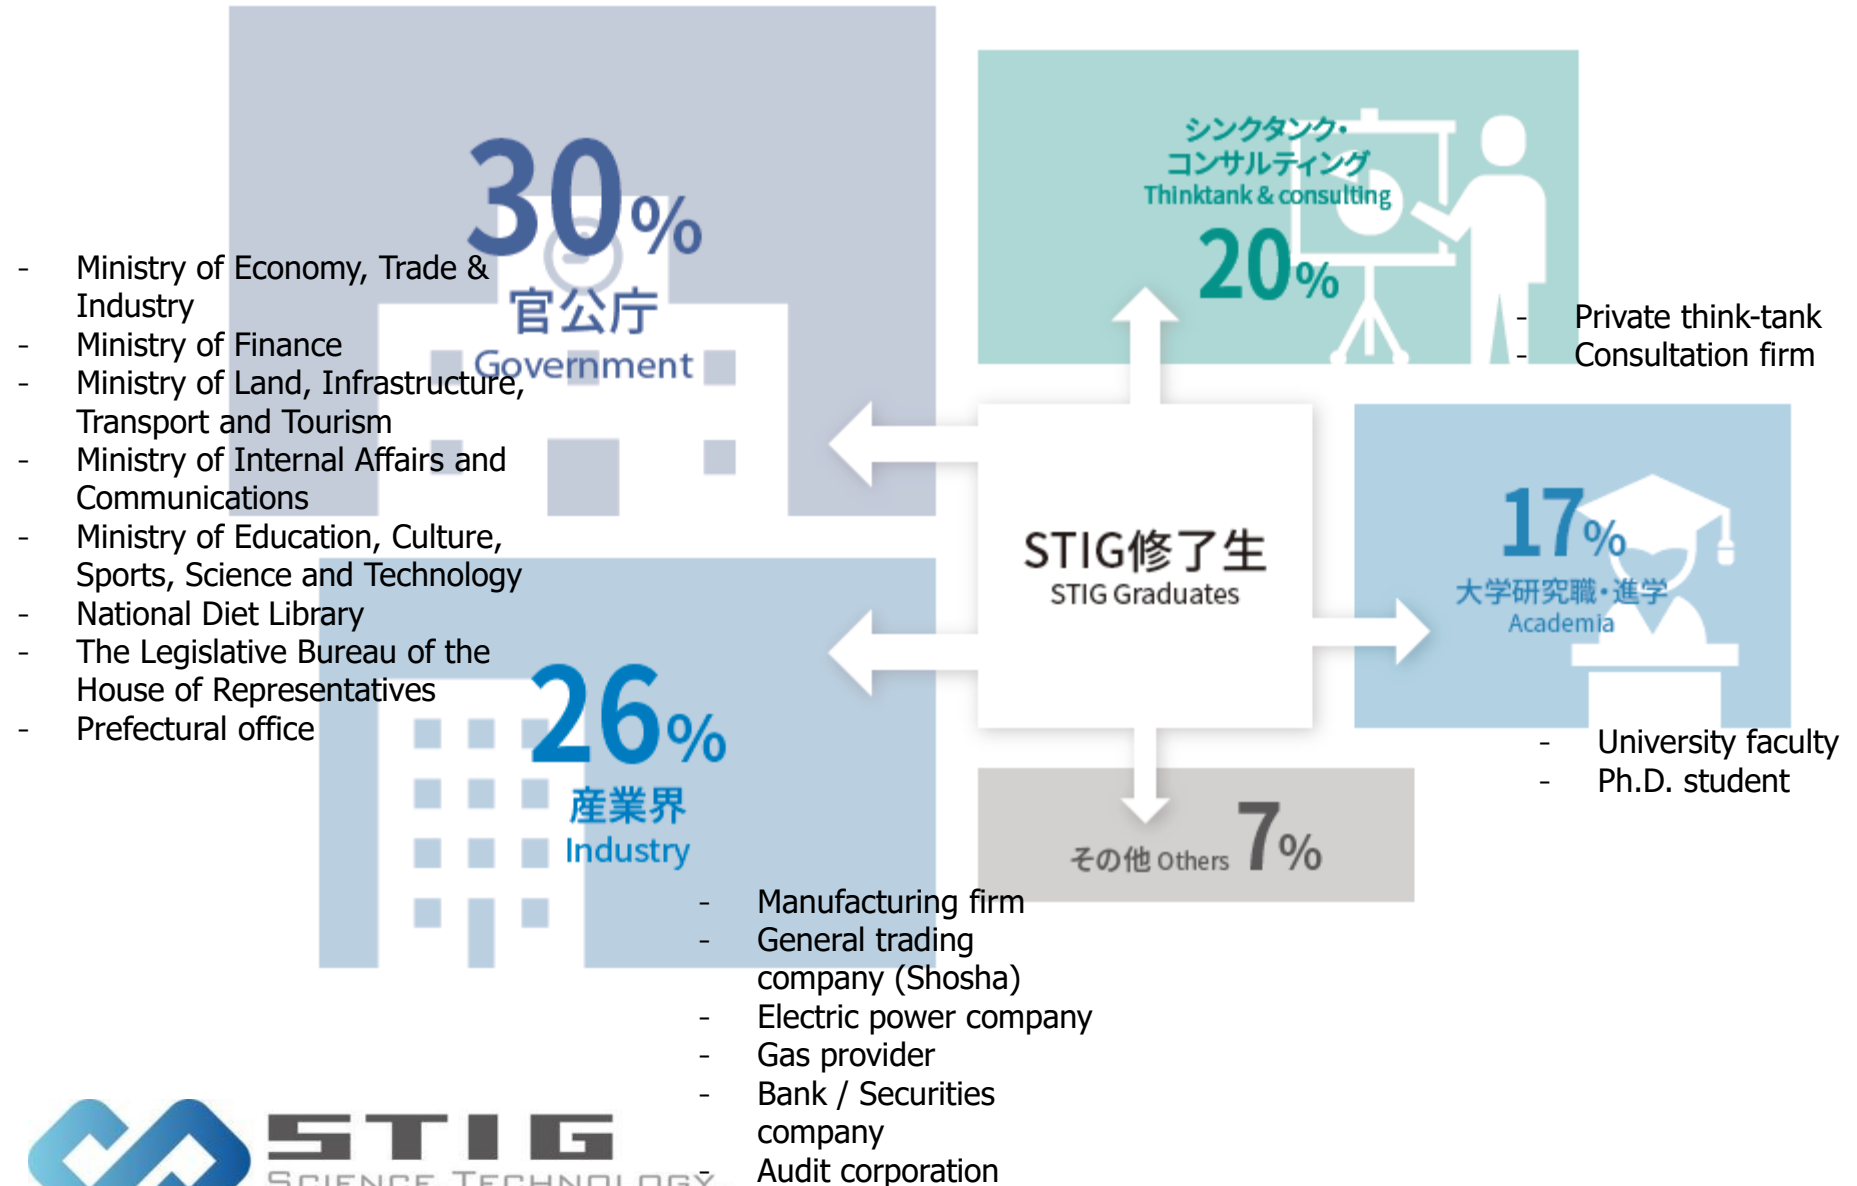 30%
官公庁
Government
- Ministry of Economy, Trade &
Industry
- Ministry of Finance
- Ministry of Land, Infrastructure,
Transport and Tourism
- Ministry of Internal Affairs and
Communications
- Ministry of Education, Culture,
Sports, Science and Technology
- National Diet Library
- The Legislative Bureau of the
House of Representatives
- Prefectural office
シンクタンク・
コンサルティング
Thinktank & consulting
20%
- Private think-tank
- Consultation firm
STIG修了生
STIG Graduates
17%
大学研究職・進学
Academia
- University faculty
- Ph.D. student
26%
産業界
Industry
その他 Others 7%
- Manufacturing firm
- General trading
company (Shosha)
- Electric power company
- Gas provider
- Bank / Securities
company
- Audit corporation
STIG
SCIENCE TECHNOLOGY